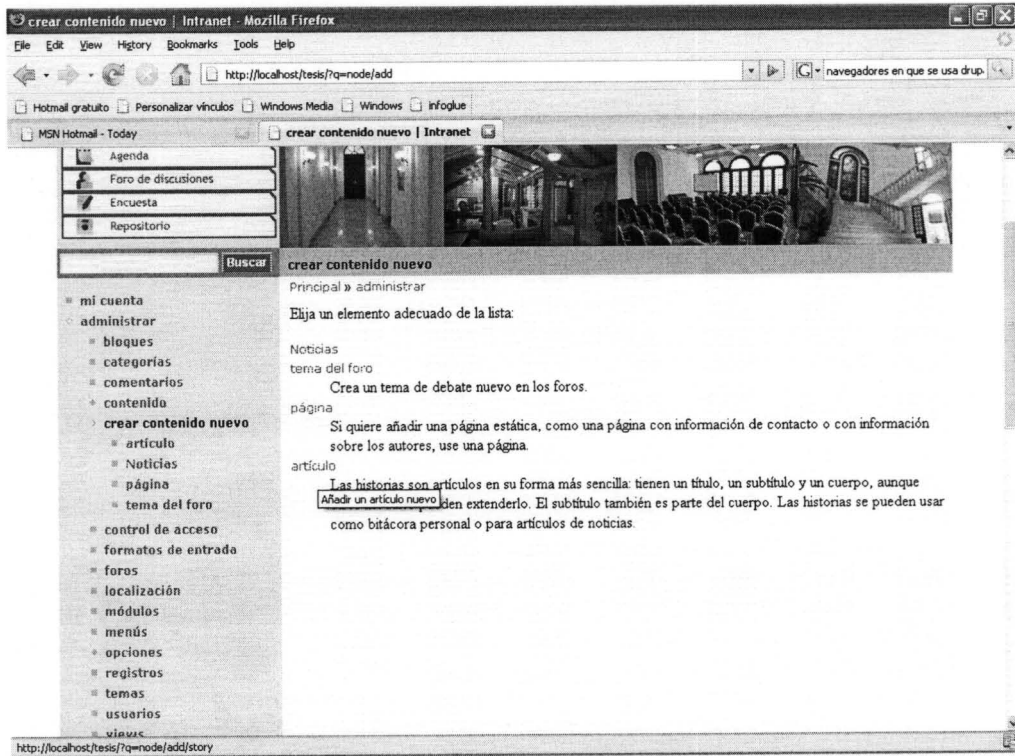 crear contenido nuevo | Intranet - Mozilla Firefox
File Edit View History Bookmarks Tools Help
http://localhost/tesis/?q=node/add
G navegadores en que se usa drup.
Hotmail gratuito Personalizar vínculos Windows Media Windows infoglue
MSN Hotmail - Today
crear contenido nuevo | Intranet
Agenda
Foro de discusiones
Encuesta
Repositorio
Buscar
mi cuenta
administrar
bloques
categorías
comentarios
contenido
crear contenido nuevo
artículo
Noticias
página
tema del foro
control de acceso
formatos de entrada
foros
localización
módulos
menús
opciones
registros
temas
usuarios
views
crear contenido nuevo
Principal » administrar
Elija un elemento adecuado de la lista:
Noticias
tema del foro
Crea un tema de debate nuevo en los foros.
página
Si quiere añadir una página estática, como una página con información de contacto o con información
sobre los autores, use una página.
artículo
Las historias son artículos en su forma más sencilla: tienen un título, un subtítulo y un cuerpo, aunque
Añadir un artículo nuevo
den extenderlo. El subtítulo también es parte del cuerpo. Las historias se pueden usar
como bitácora personal o para artículos de noticias.
http://localhost/tesis/?q=node/add/story